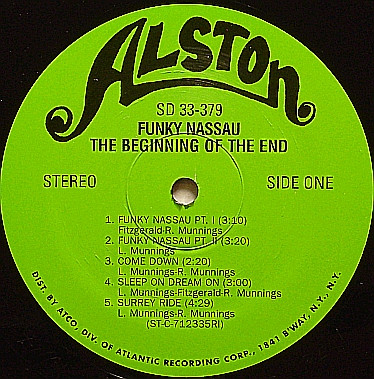 ALSTON
SD 33-379
FUNKY NASSAU
THE BEGINNING OF THE END
STEREO
SIDE ONE
1. FUNKY NASSAU PT. I (3:10)
Fitzgerald-R. Munnings
2. FUNKY NASSAU PT. II (3:20)
L. Munnings-R. Munnings
3. COME DOWN (2:20)
L. Munnings-R. Munnings
4. SLEEP ON DREAM ON (3:00)
L. Munnings-Fitzgerald-R. Munnings
5. SURREY RIDE (4:29)
L. Munnings-R. Munnings
(ST-C-712335RI)
DIST. BY ATCO, DIV. OF ATLANTIC RECORDING CORP., 1841 B'WAY, N.Y., N.Y.